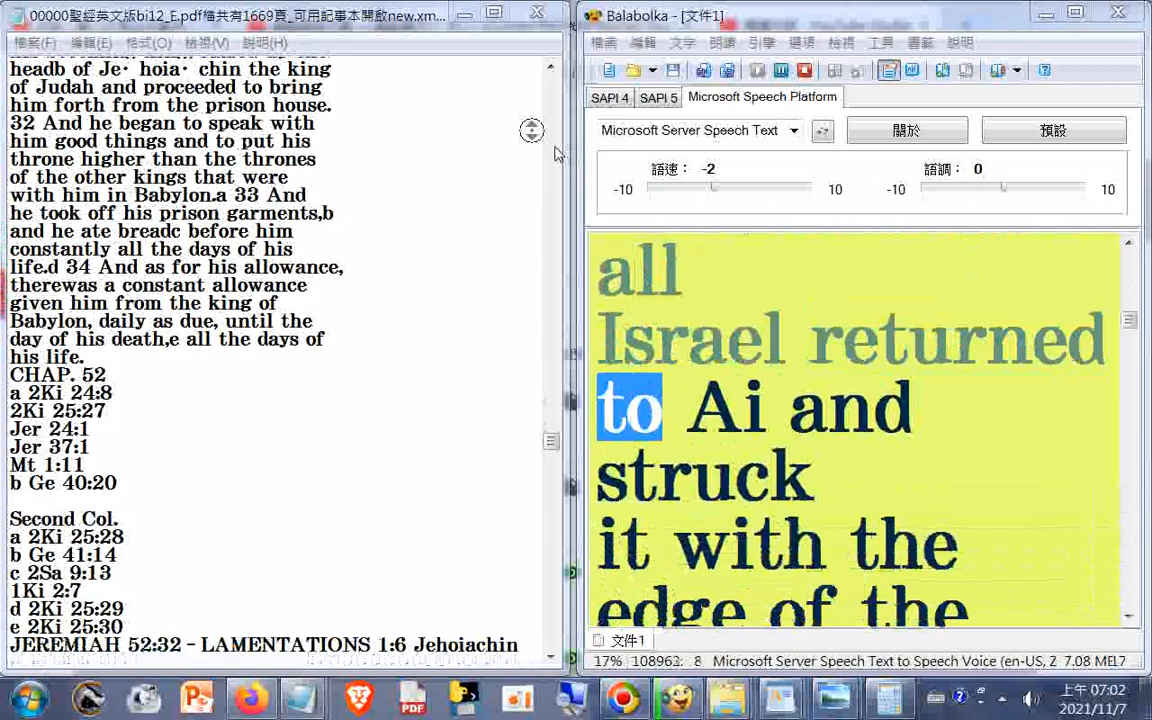 00000聖經英文版bi12_E.pdf檔共有1669頁_可用記事本開啟new.xm...
檔案(F) 編輯(E) 格式(O) 檢視(V) 說明(H)
headb of Je· hoia· chin the king
of Judah and proceeded to bring
him forth from the prison house.
32 And he began to speak with
him good things and to put his
throne higher than the thrones
of the other kings that were
with him in Babylon.a 33 And
he took off his prison garments,b
and he ate breadc before him
constantly all the days of his
life.d 34 And as for his allowance,
therewas a constant allowance
given him from the king of
Babylon, daily as due, until the
day of his death,e all the days of
his life.
CHAP. 52
a 2Ki 24:8
2Ki 25:27
Jer 24:1
Jer 37:1
Mt 1:11
b Ge 40:20
Second Col.
a 2Ki 25:28
b Ge 41:14
c 2Sa 9:13
1Ki 2:7
d 2Ki 25:29
e 2Ki 25:30
JEREMIAH 52:32 – LAMENTATIONS 1:6 Jehoiachin
Balabolka - [文件1]
檔案 編輯 文字 朗讀 引擎 選項 檢視 工具 書籤 說明
SAPI 4 SAPI 5 Microsoft Speech Platform
Microsoft Server Speech Text 關於 預設
語速： -2 語調： 0
-10 10 -10 10
all
Israel returned
to Ai and
struck
it with the
edge of the
文件1
17% 108962: 8 Microsoft Server Speech Text to Speech Voice (en-US, Z 7.08 MB
PDF
上午 07:02
2021/11/7